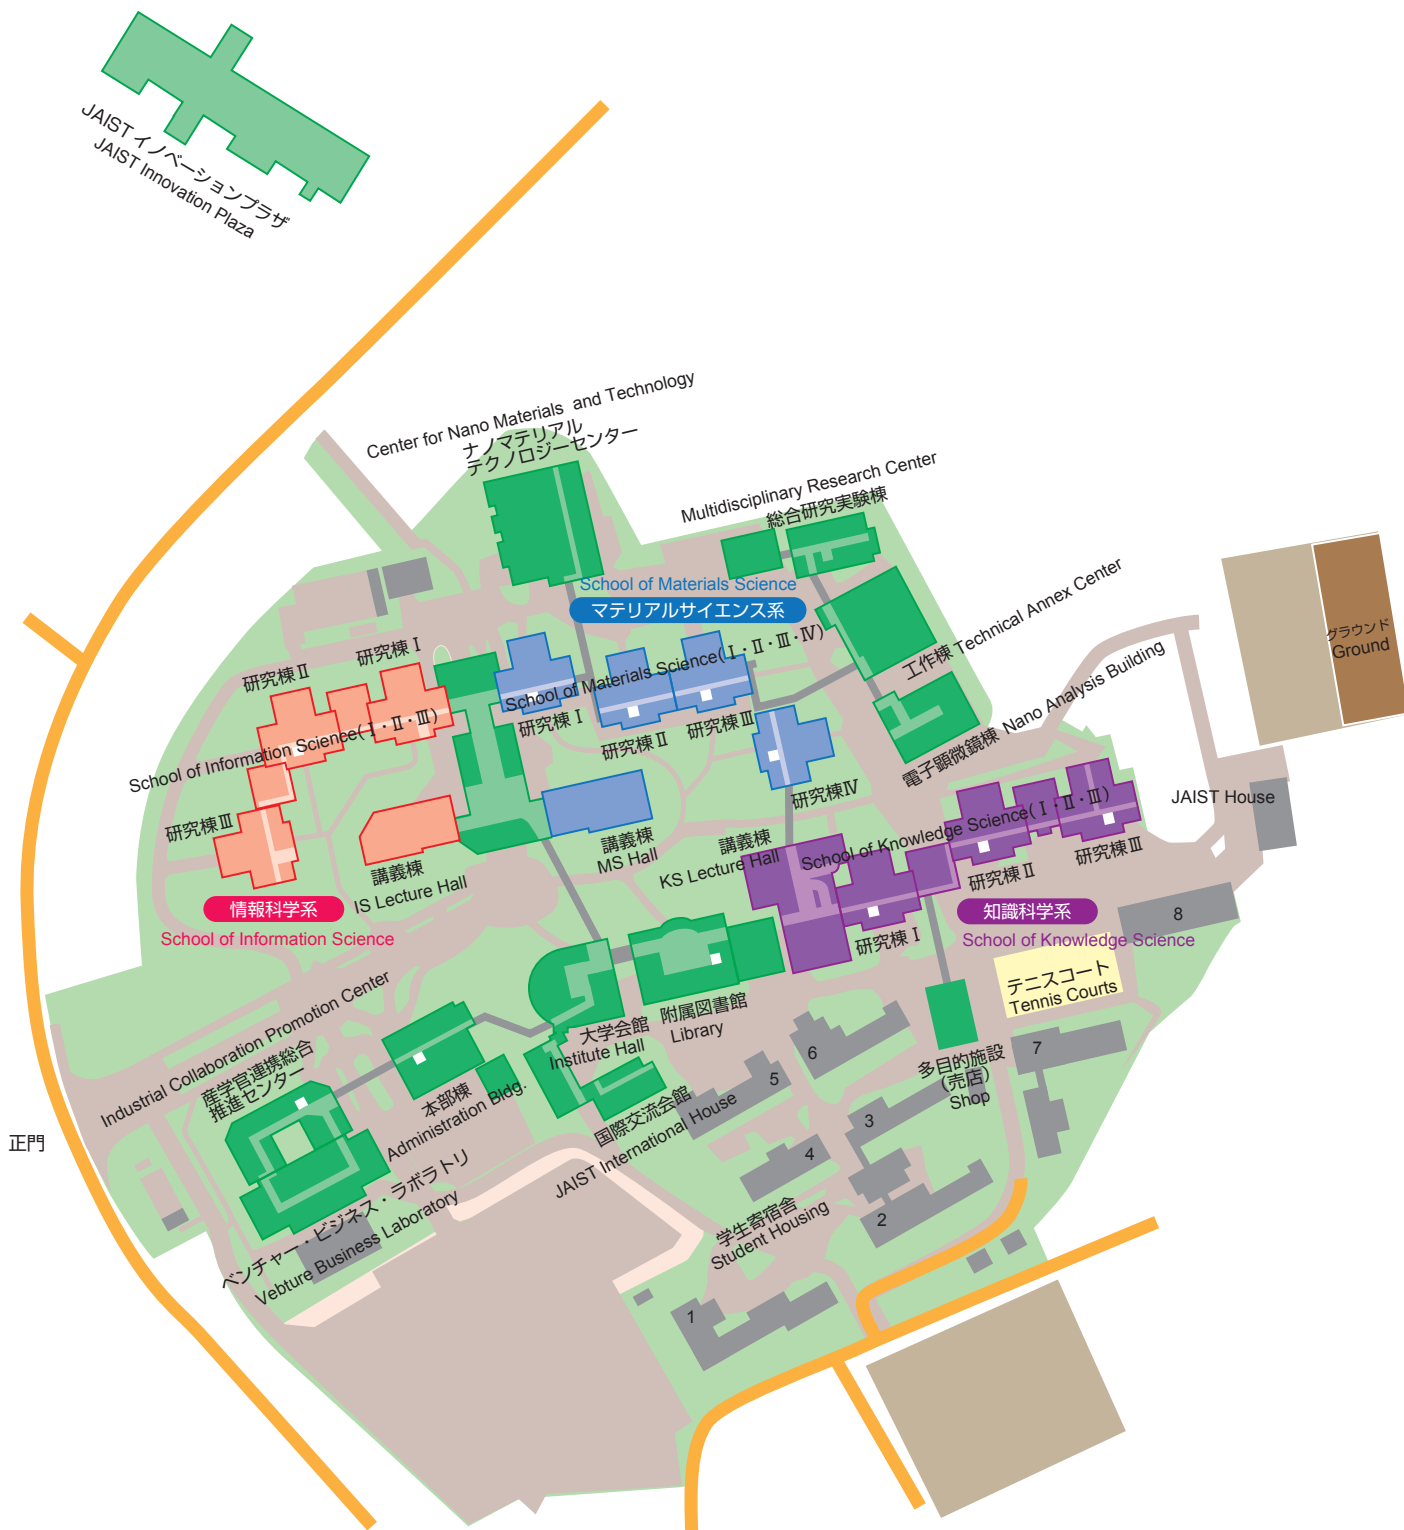 JAISTイノベーションプラザ
JAIST Innovation Plaza
Center for Nano Materials and Technology
ナノマテリアル
テクノロジーセンター
Multidisciplinary Research Center
総合研究実験棟
School of Materials Science
マテリアルサイエンス系
工作棟 Technical Annex Center
グラウンド
Ground
研究棟Ⅰ
研究棟Ⅱ
School of Materials Science(Ⅰ・Ⅱ・Ⅲ・Ⅳ)
研究棟Ⅰ
研究棟Ⅱ
研究棟Ⅲ
電子顕微鏡棟 Nano Analysis Building
School of Information Science(Ⅰ・Ⅱ・Ⅲ)
研究棟Ⅳ
JAIST House
研究棟Ⅲ
講義棟
IS Lecture Hall
講義棟
MS Hall
講義棟
KS Lecture Hall
School of Knowledge Science(Ⅰ・Ⅱ・Ⅲ)
研究棟Ⅲ
研究棟Ⅱ
研究棟Ⅰ
情報科学系
School of Information Science
知識科学系
School of Knowledge Science
8
テニスコート
Tennis Courts
Industrial Collaboration Promotion Center
産学官連携総合
推進センター
大学会館
Institute Hall
附属図書館
Library
6
5
7
多目的施設
(売店)
Shop
本部棟
Administration Bldg.
国際交流会館
JAIST International House
3
4
正門
ベンチャー・ビジネス・ラボラトリ
Vebture Business Laboratory
学生寄宿舎
Student Housing
2
1